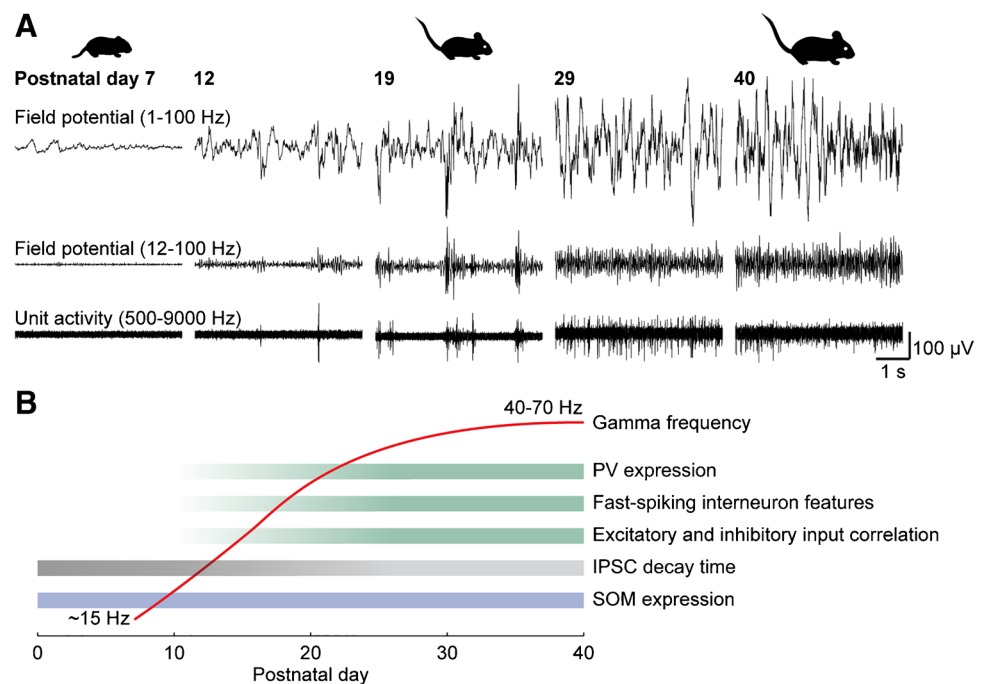 A
Postnatal day 7 12 19 29 40
Field potential (1-100 Hz)
Field potential (12-100 Hz)
Unit activity (500-9000 Hz)
100 µV
1 s
B
40-70 Hz
Gamma frequency
PV expression
Fast-spiking interneuron features
Excitatory and inhibitory input correlation
IPSC decay time
SOM expression
~15 Hz
0 10 20 30 40
Postnatal day